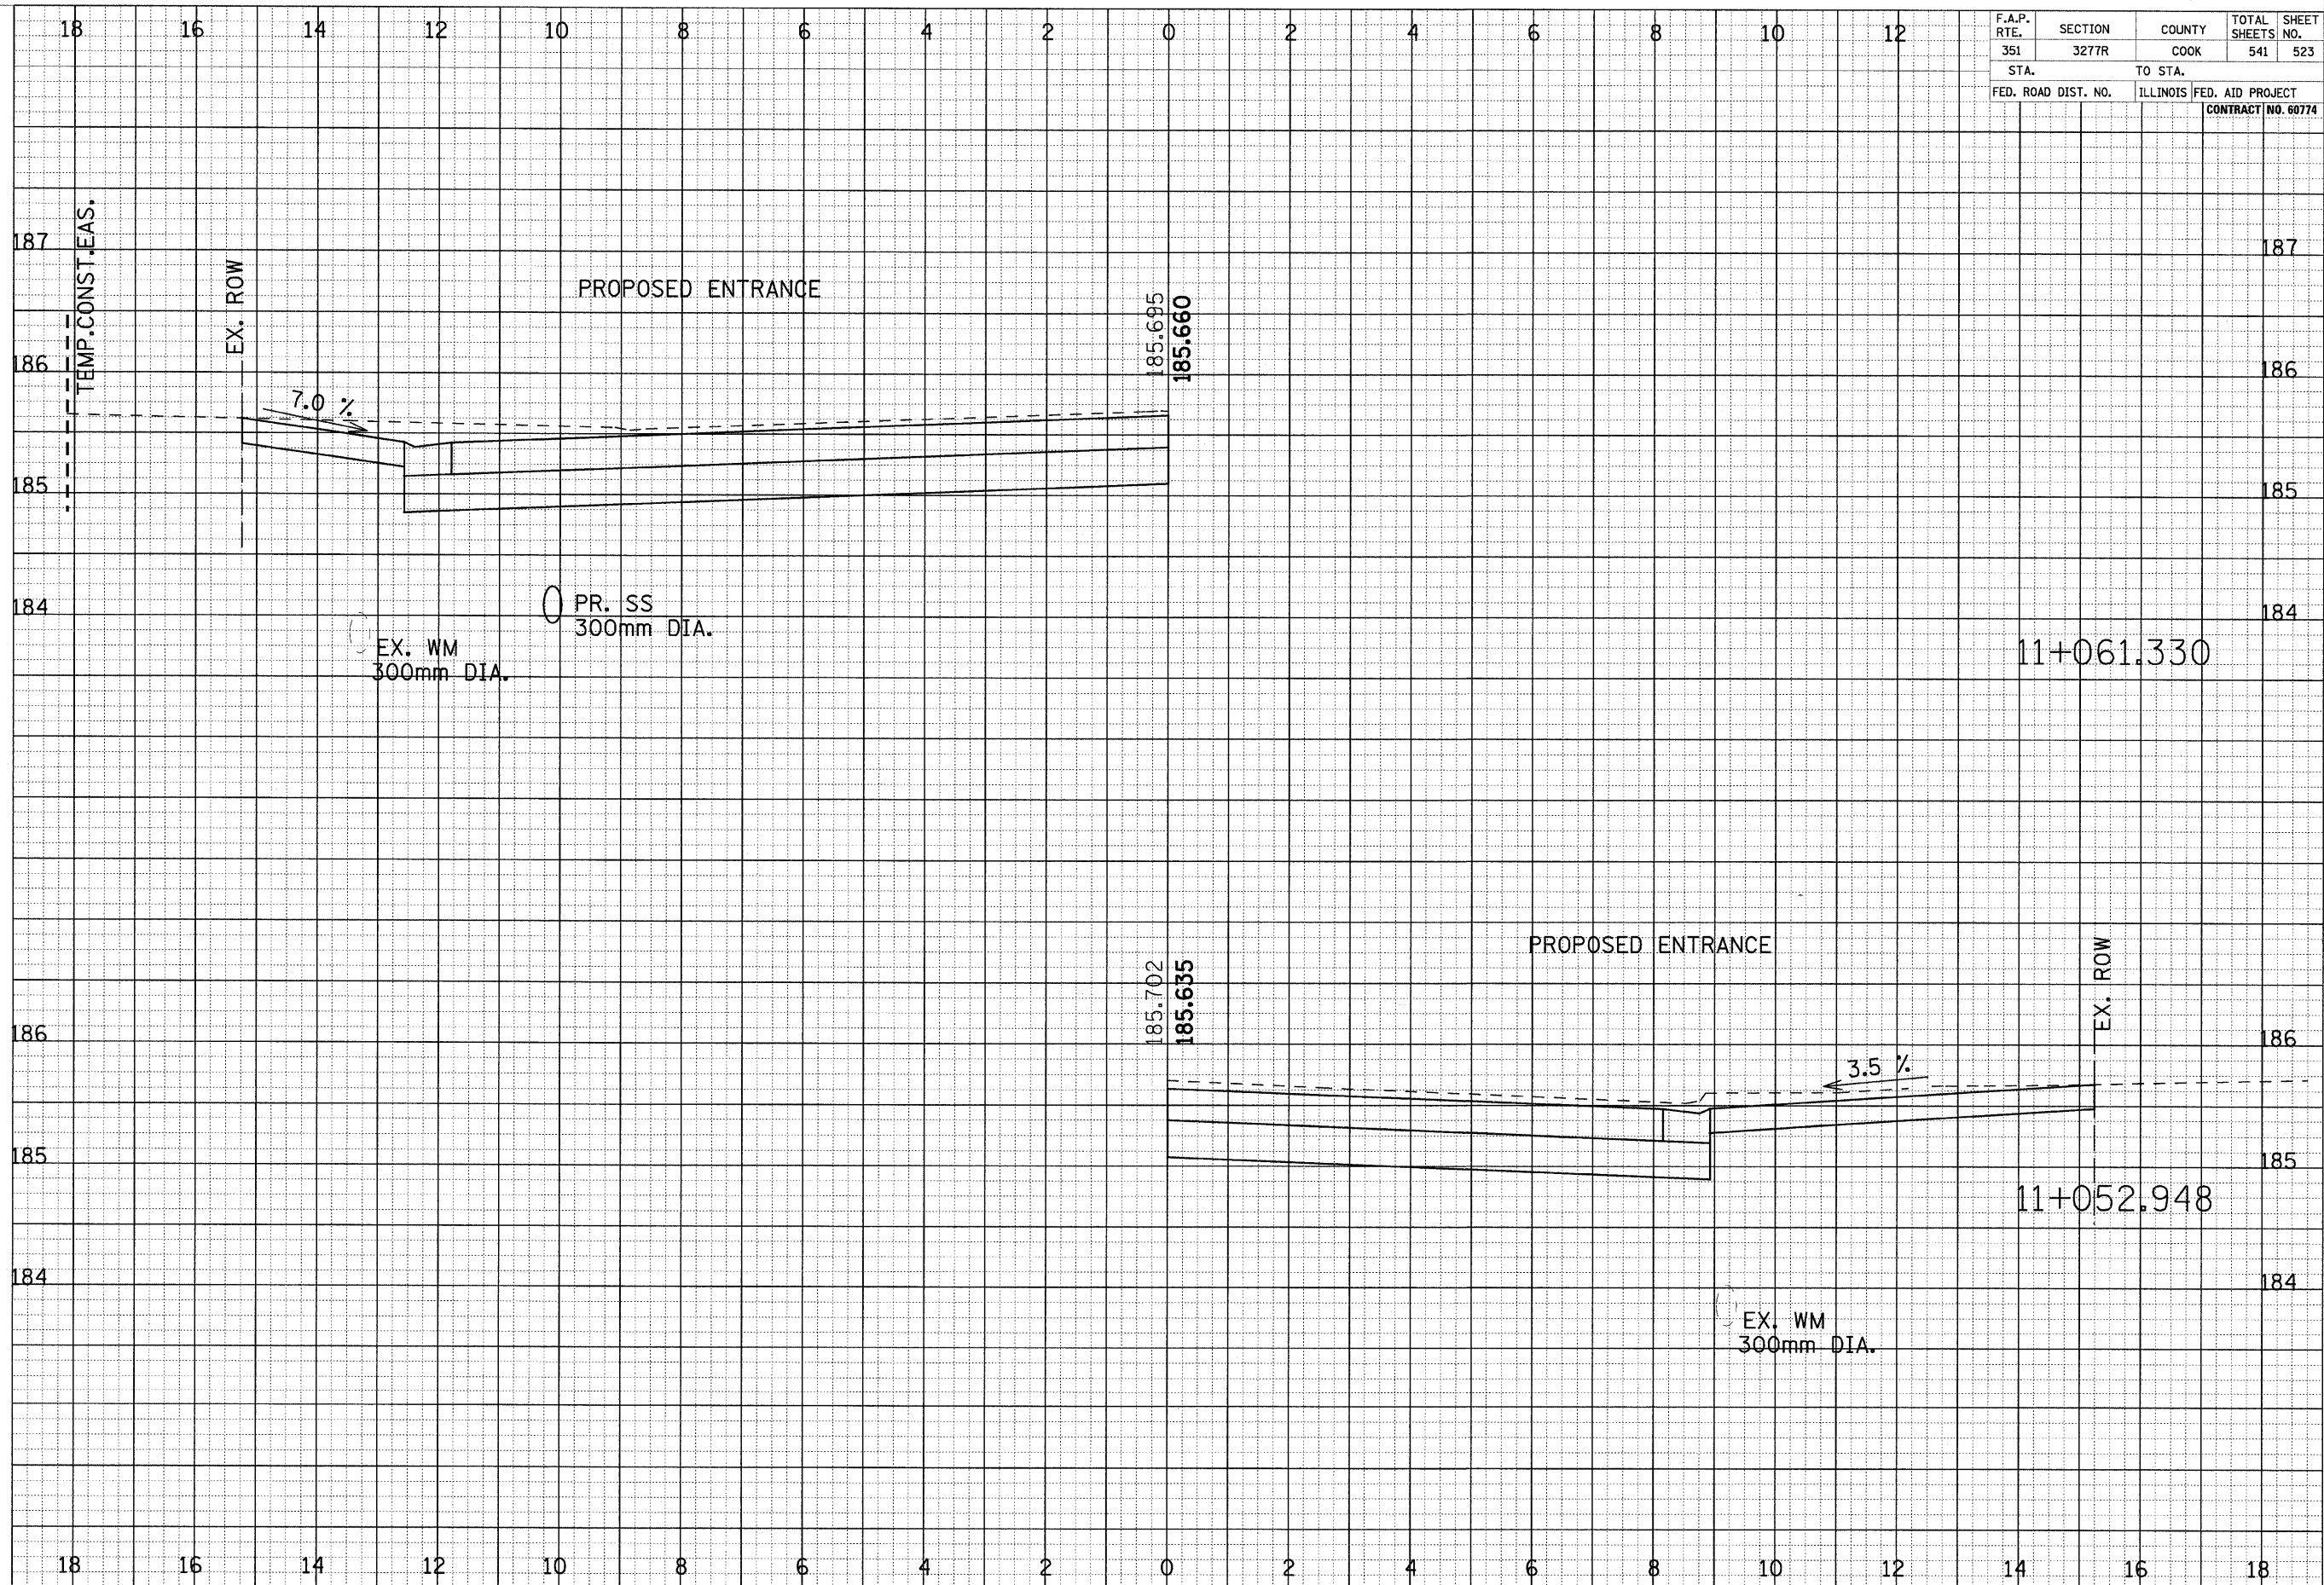 18 16 14 12 10 8 6 4 2 0 2 4 6 8 10 12
F.A.P. RTE. SECTION COUNTY TOTAL SHEETS SHEET NO.
351 3277R COOK 541 523
STA. TO STA.
FED. ROAD DIST. NO. ILLINOIS FED. AID PROJECT
CONTRACT NO. 60774
TEMP.CONST.EAS.
EX. ROW
187 187
PROPOSED ENTRANCE
185.695
185.660
186 186
7.0 %
185 185
184 184
PR. SS
300mm DIA.
EX. WM
300mm DIA.
11+061.330
PROPOSED ENTRANCE
EX. ROW
185.702
185.635
186 186
3.5 %
185 185
11+052.948
184 184
EX. WM
300mm DIA.
18 16 14 12 10 8 6 4 2 0 2 4 6 8 10 12 14 16 18